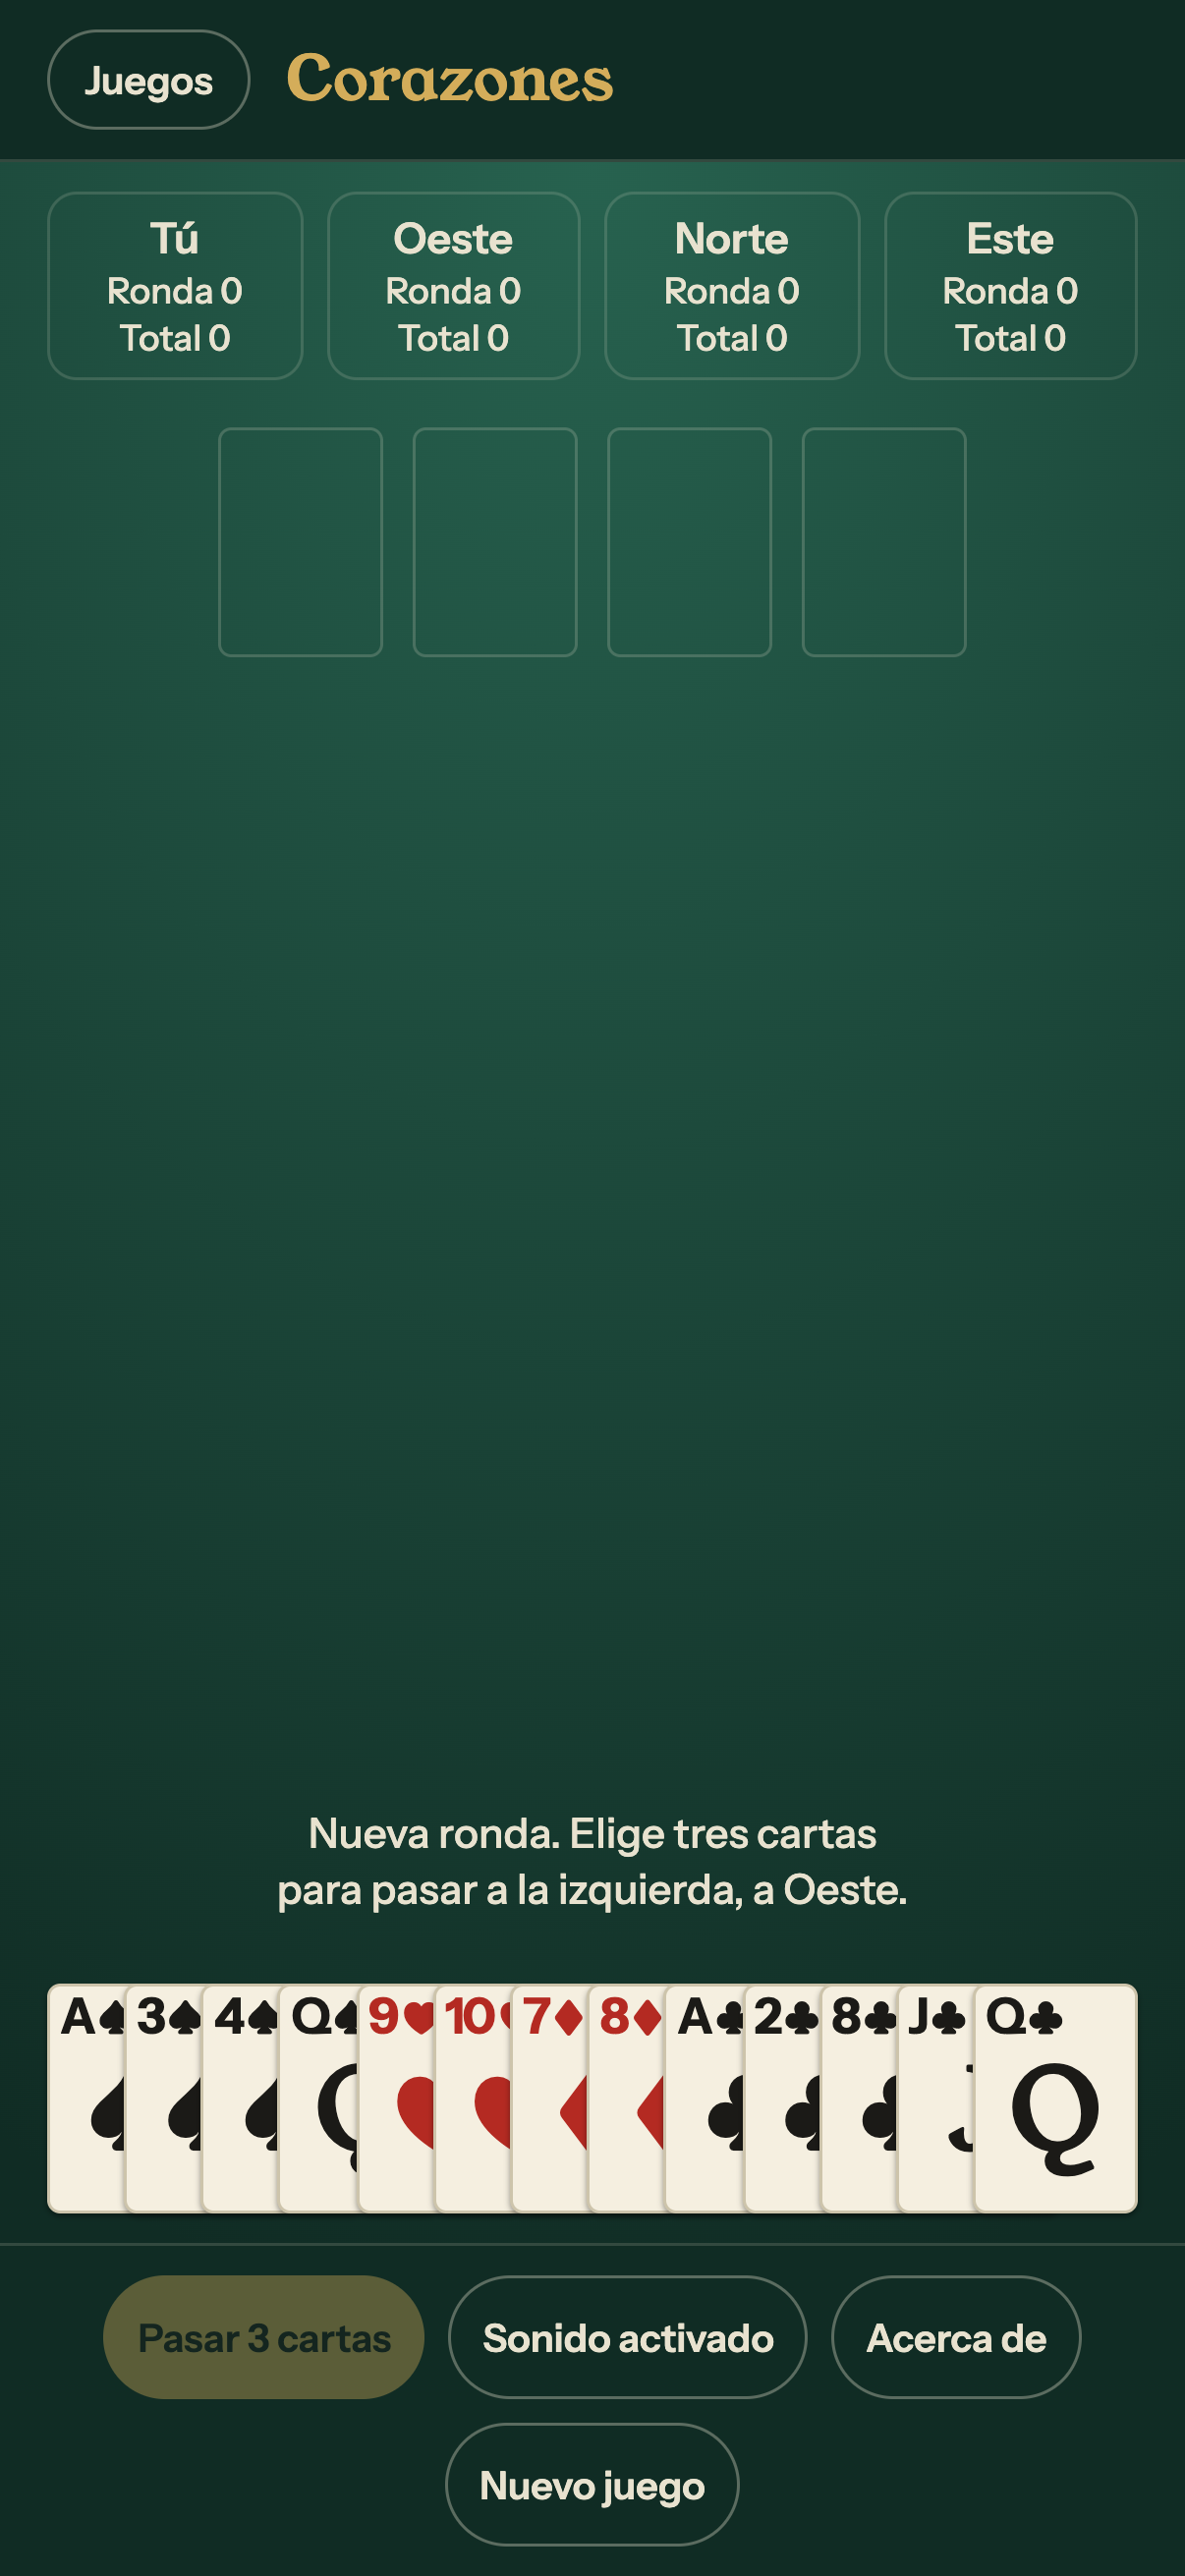 Juegos Corazones
Tú Oeste Norte Este
Ronda 0 Ronda 0 Ronda 0 Ronda 0
Total 0 Total 0 Total 0 Total 0
Nueva ronda. Elige tres cartas
para pasar a la izquierda, a Oeste.
A♠ 3♠ 4♠ Q♠ 9♥ 10♥ 7♦ 8♦ A♣ 2♣ 8♣ J♣ Q♣
Q J Q
Pasar 3 cartas Sonido activado Acerca de
Nuevo juego